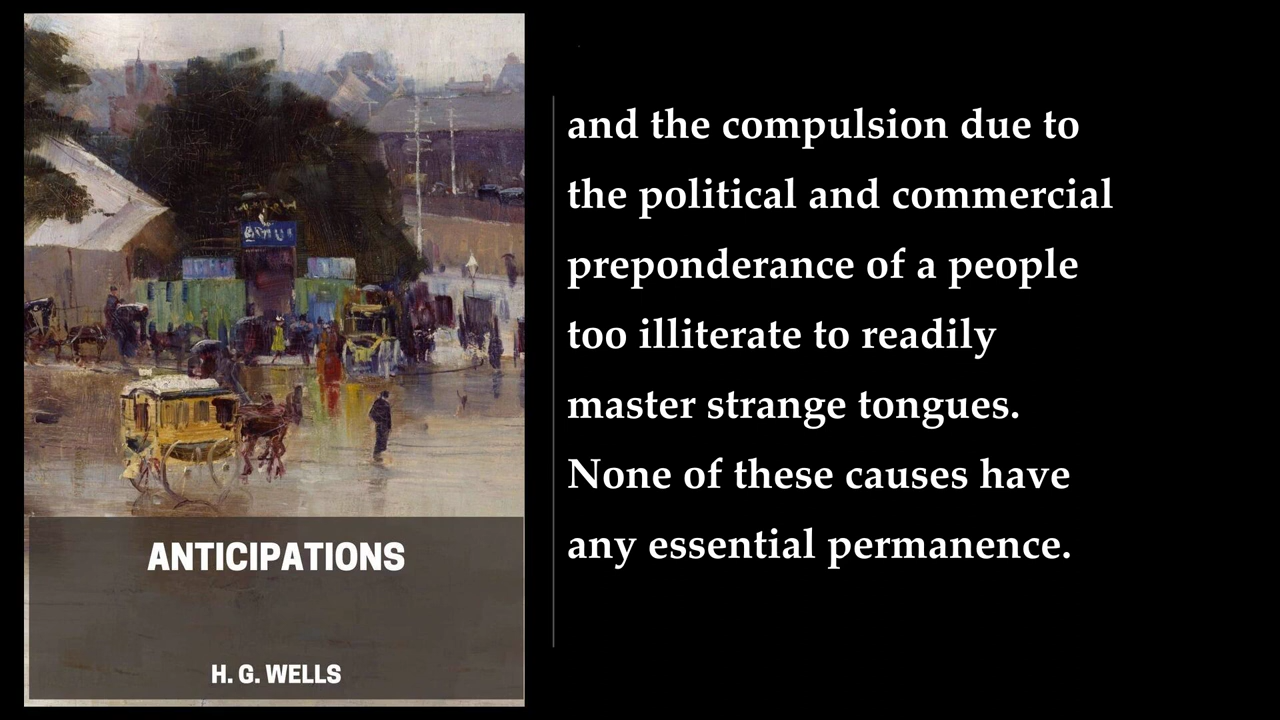 ANTICIPATIONS
H. G. WELLS
and the compulsion due to
the political and commercial
preponderance of a people
too illiterate to readily
master strange tongues.
None of these causes have
any essential permanence.